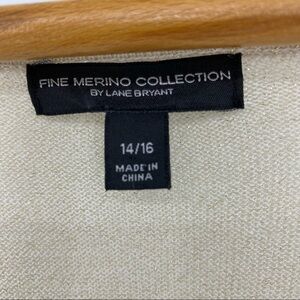 FINE MERINO COLLECTION
BY LANE BRYANT
14/16
MADE IN
CHINA